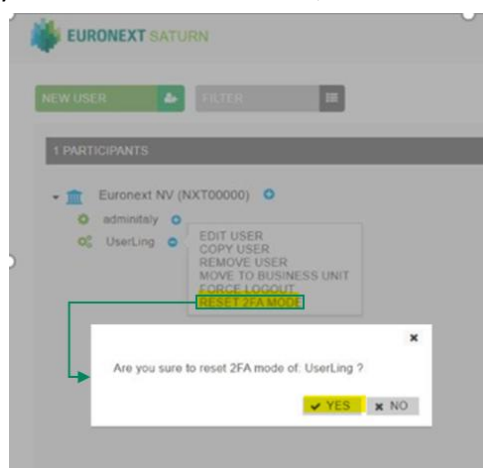 EURONEXT SATURN
NEW USER
FILTER
1 PARTICIPANTS
Euronext NV (NXT00000)
adminitaly
UserLing
EDIT USER
COPY USER
REMOVE USER
MOVE TO BUSINESS UNIT
FORCE LOGOUT
RESET 2FA MODE
Are you sure to reset 2FA mode of: UserLing ?
YES
NO